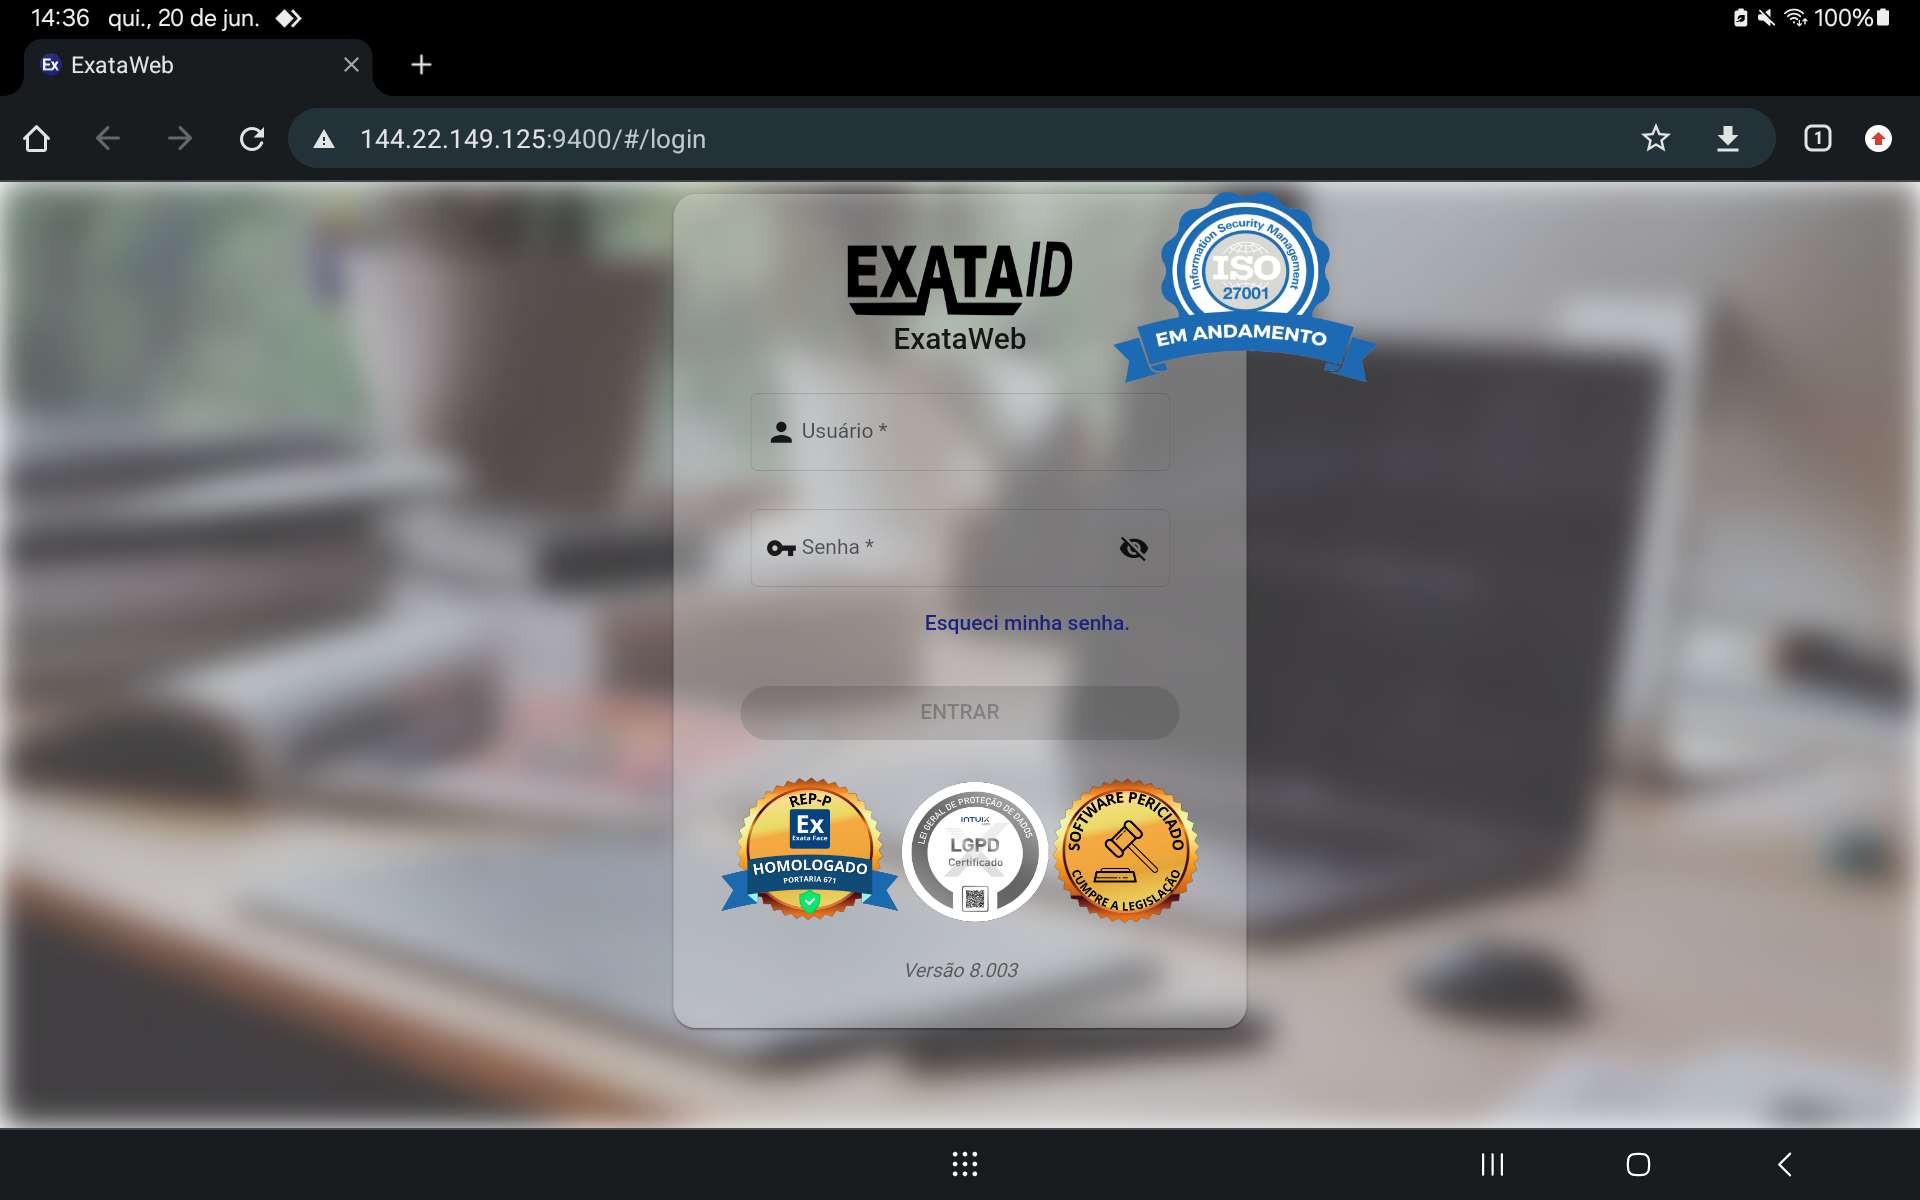 14:36 qui., 20 de jun.
100%
Ex ExataWeb
144.22.149.125:9400/#/login
1
EXATAID
ExataWeb
Information Security Management
ISO
27001
EM ANDAMENTO
Usuário *
Senha *
Esqueci minha senha.
ENTRAR
REP-P
Ex
Exata Face
HOMOLOGADO
PORTARIA 671
LEI GERAL DE PROTEÇÃO DE DADOS
INTUIX
LGPD
Certificado
SOFTWARE PERICIADO
CUMPRE A LEGISLAÇÃO
Versão 8.003